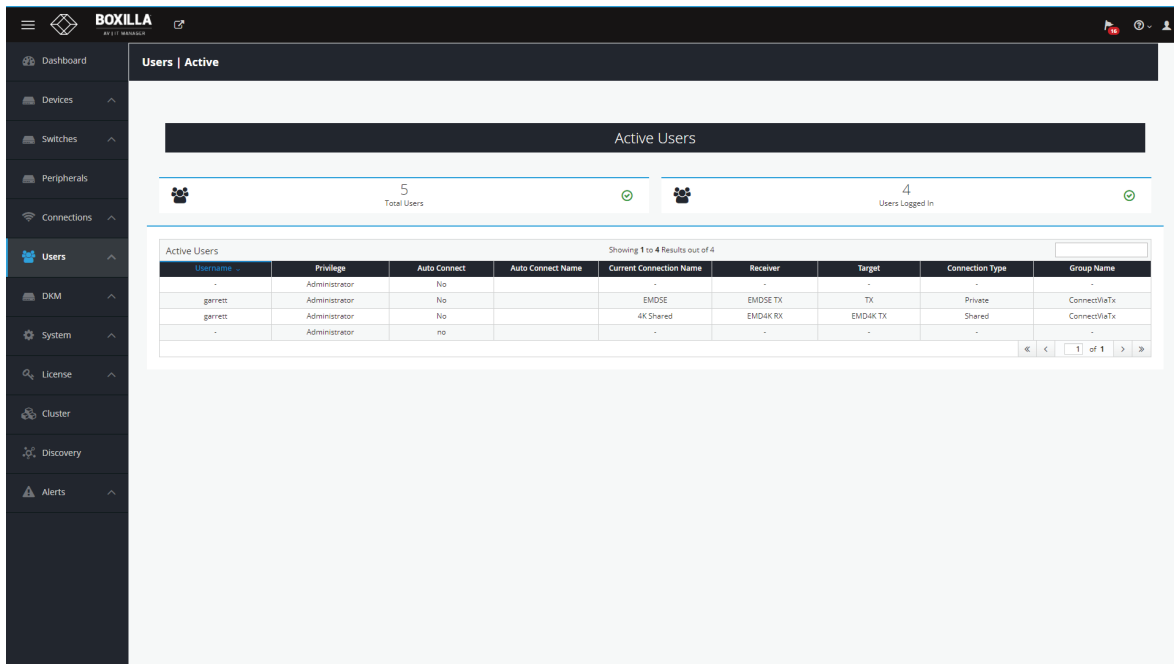 BOXILLA
AV | IT MANAGER
16
Dashboard
Devices
Switches
Peripherals
Connections
Users
DKM
System
License
Cluster
Discovery
Alerts
Users | Active
Active Users
5
Total Users
4
Users Logged In
Active Users Showing 1 to 4 Results out of 4
Username Privilege Auto Connect Auto Connect Name Current Connection Name Receiver Target Connection Type Group Name
- Administrator No - - - - -
garrett Administrator No EMDSE EMDSE TX TX Private ConnectViaTx
garrett Administrator No 4K Shared EMD4K RX EMD4K TX Shared ConnectViaTx
- Administrator no - - - - -
« < 1 of 1 > »